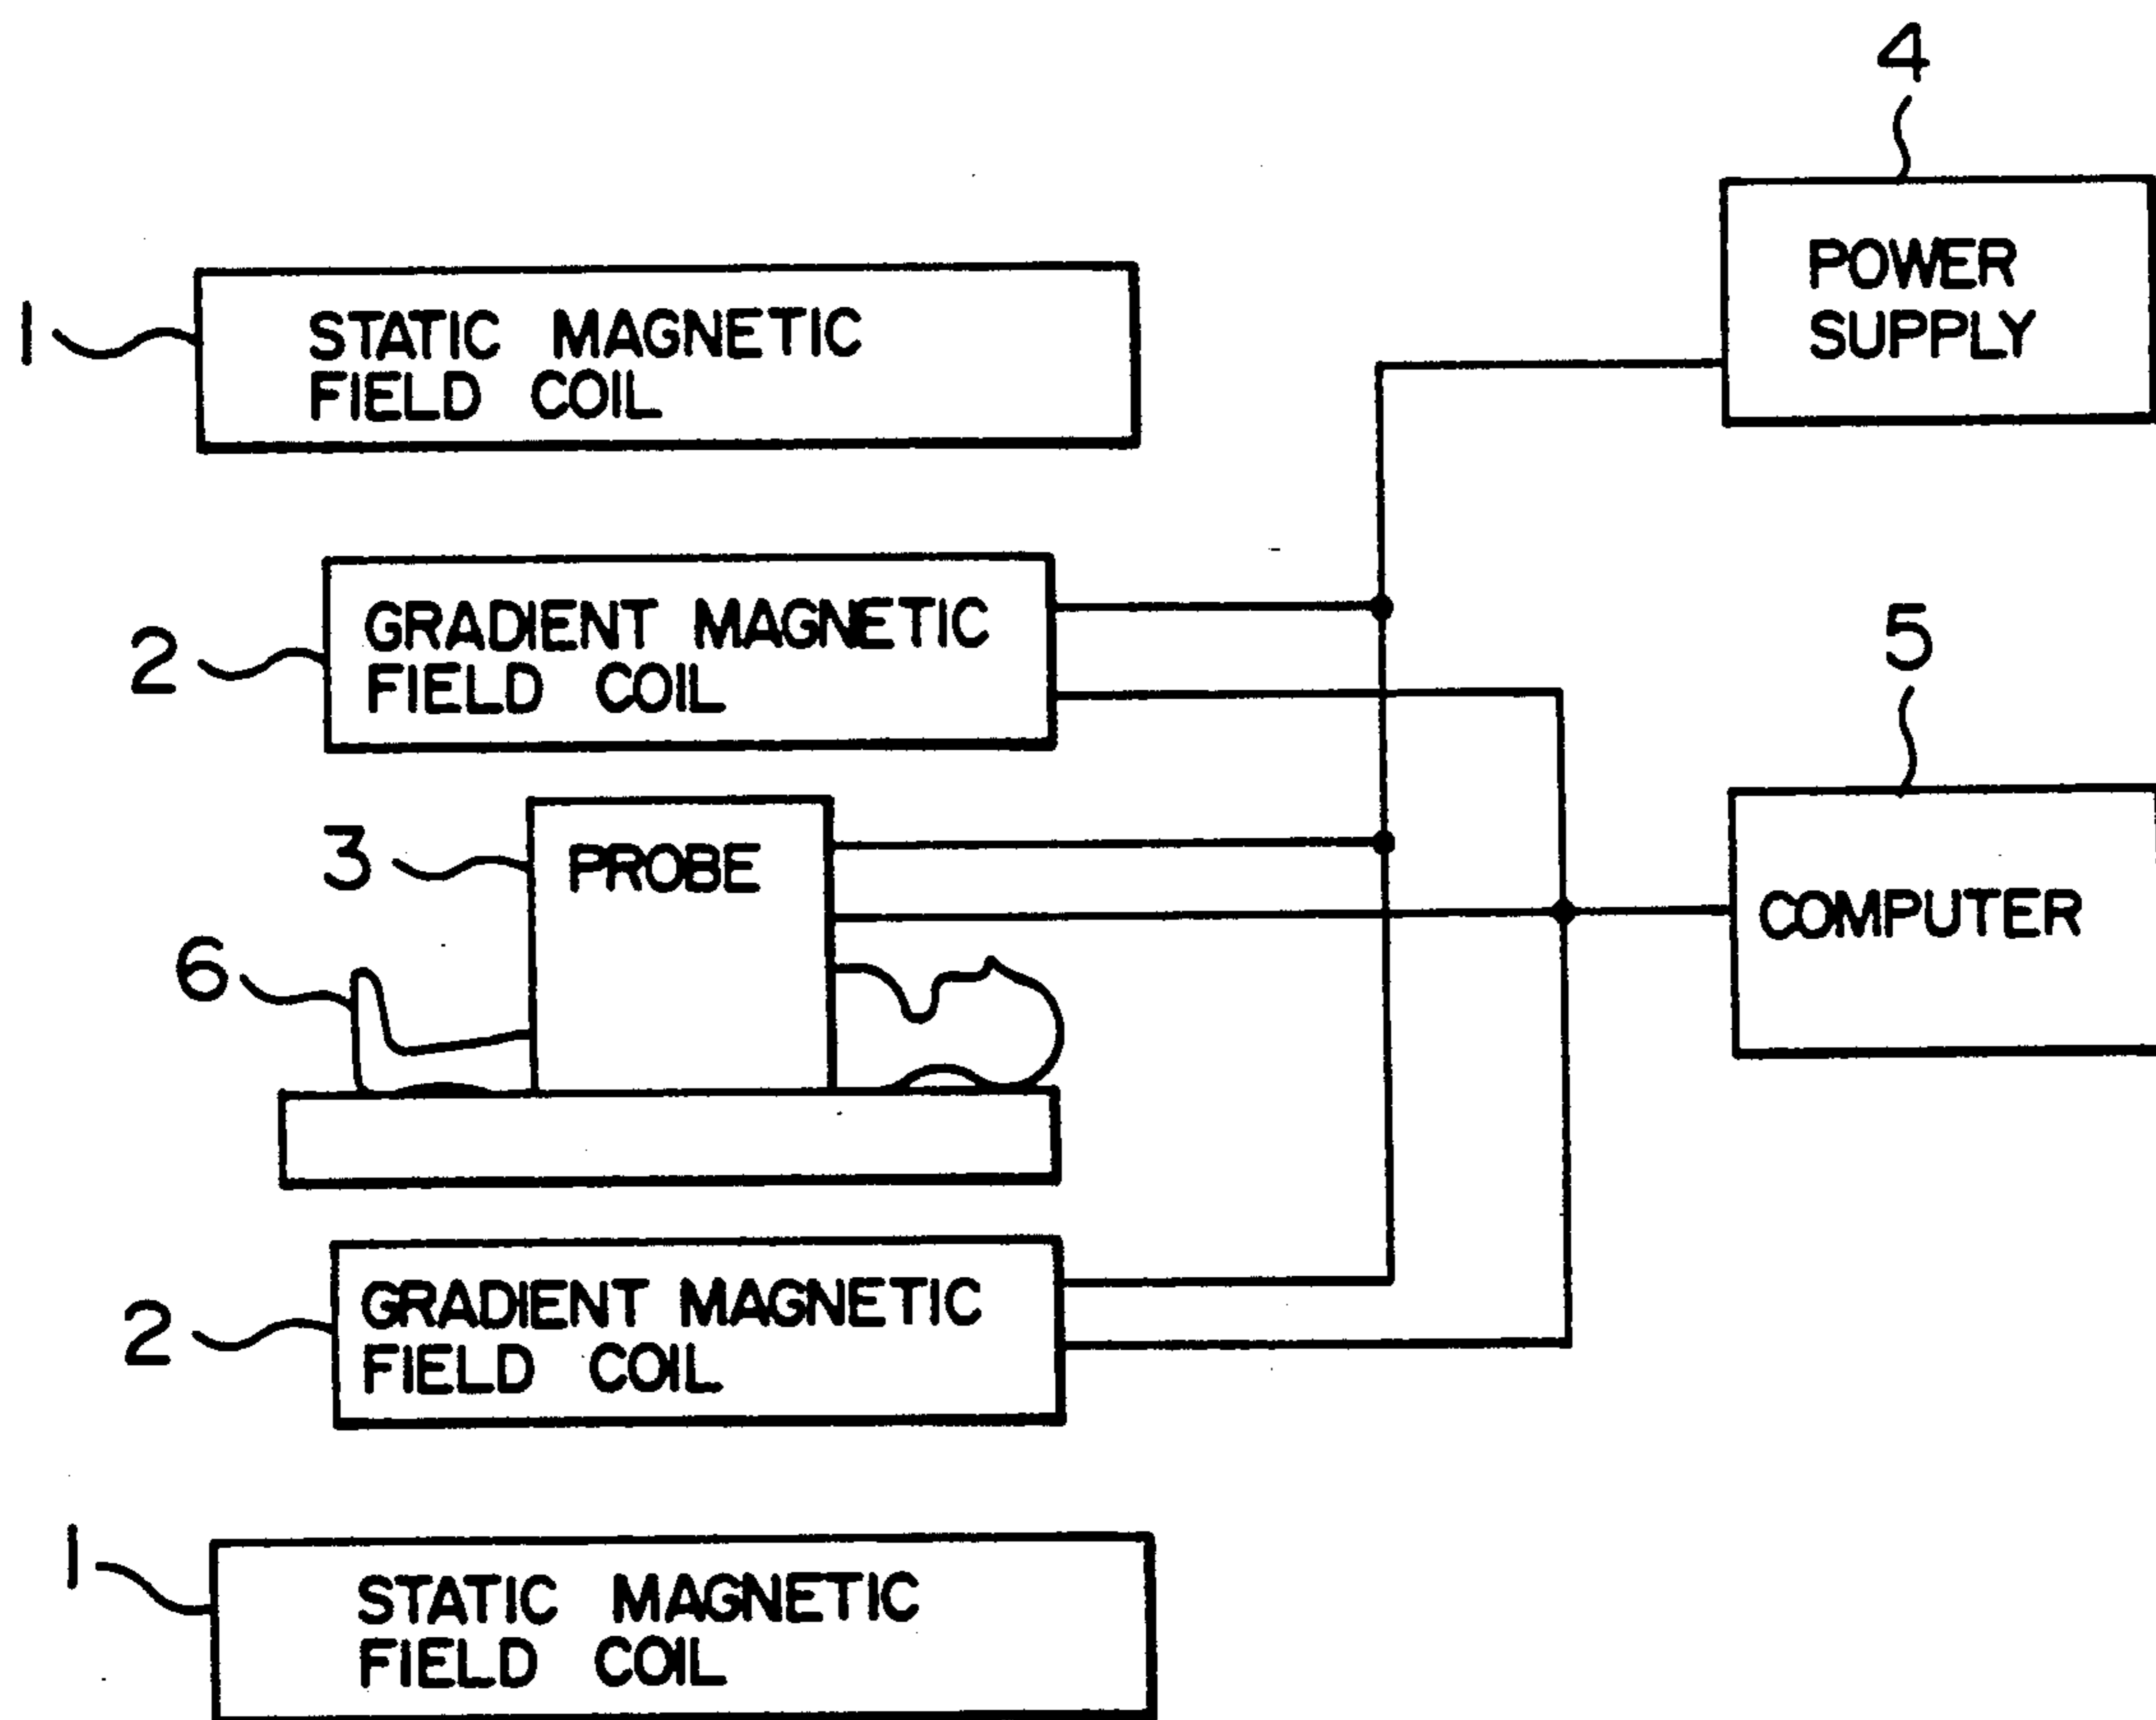 4
POWER
SUPPLY
1
STATIC MAGNETIC
FIELD COIL
2
GRADIENT MAGNETIC
FIELD COIL
5
3
PROBE
COMPUTER
6
2
GRADIENT MAGNETIC
FIELD COIL
1
STATIC MAGNETIC
FIELD COIL